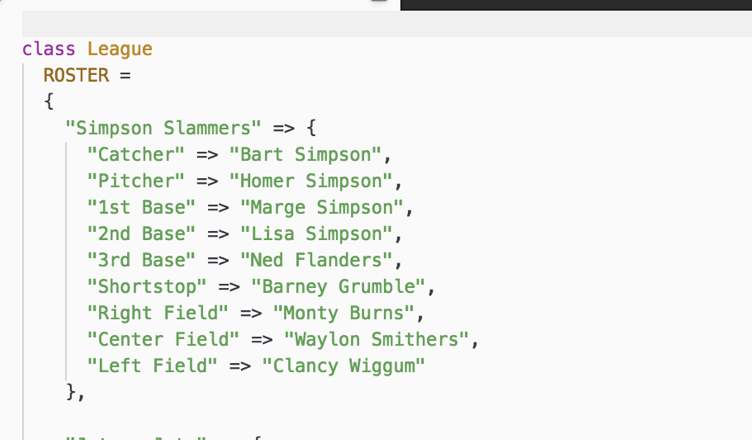 class League
  ROSTER =
  {
    "Simpson Slammers" => {
      "Catcher" => "Bart Simpson",
      "Pitcher" => "Homer Simpson",
      "1st Base" => "Marge Simpson",
      "2nd Base" => "Lisa Simpson",
      "3rd Base" => "Ned Flanders",
      "Shortstop" => "Barney Grumble",
      "Right Field" => "Monty Burns",
      "Center Field" => "Waylon Smithers",
      "Left Field" => "Clancy Wiggum"
    },